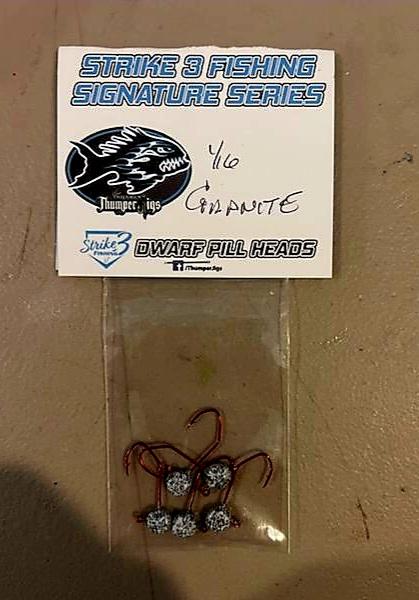 STRIKE 3 FISHING
SIGNATURE SERIES
1/16
GRANITE
Thumper Jigs
Strike 3
Fishing
DWARF PILL HEADS
/ThumperJigs